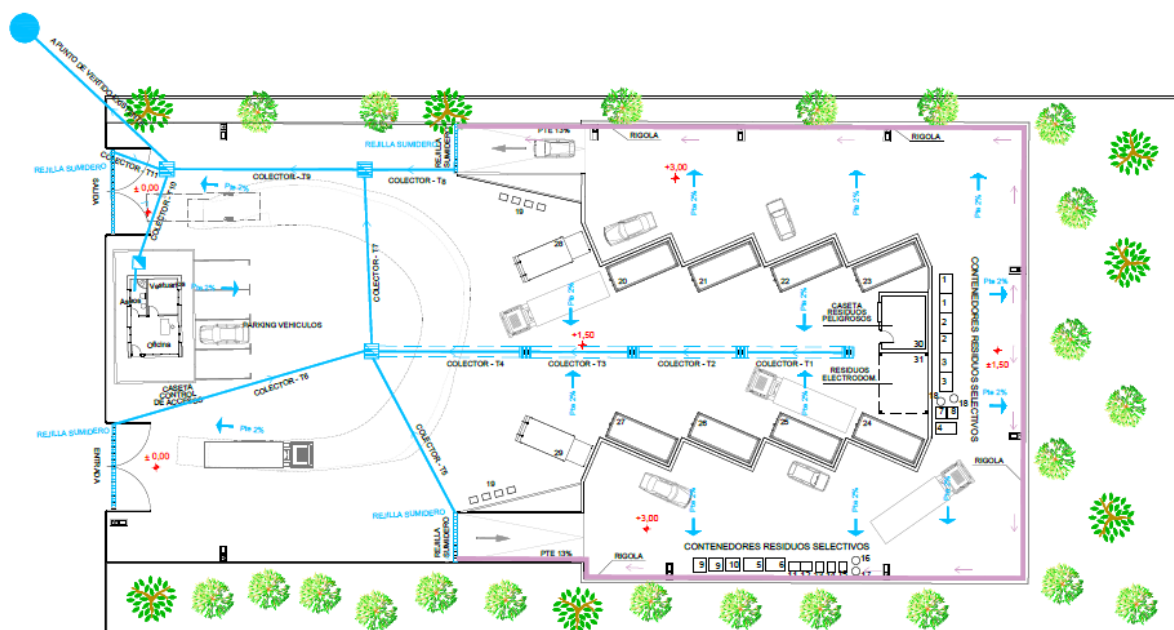 A PUNTO DE VERTIDO
PTE 13%
RIGOLA
RIGOLA
REJILLA SUMIDERO
REJILLA SUMIDERO
REJILLA SUMIDERO
COLECTOR - T11
COLECTOR - T9
COLECTOR - T8
COLECTOR - T10
SALIDA
± 0,00
Pte 2%
+3,00
Pte 2%
Pte 2%
Pte 2%
19
28
20
21
22
23
COLECTOR - T7
Vestuarios
Aseos
Oficina
Pte 2%
PARKING VEHICULOS
CASETA CONTROL
DE ACCESOS
Pte 2%
Pte 2%
+1,50
CASETA
RESIDUOS
PELIGROSOS
30
31
RESIDUOS
ELECTRODOM.
COLECTOR - T4
COLECTOR - T3
COLECTOR - T2
COLECTOR - T1
COLECTOR - T6
COLECTOR - T5
1
1
2
2
3
3
18
18
7
8
4
CONTENEDORES RESIDUOS SELECTIVOS
Pte 2%
±1,50
Pte 2%
RIGOLA
Pte 2%
Pte 2%
27
26
25
24
29
19
REJILLA SUMIDERO
ENTRADA
± 0,00
Pte 2%
REJILLA SUMIDERO
REJILLA SUMIDERO
PTE 13%
RIGOLA
+3,00
Pte 2%
Pte 2%
Pte 2%
CONTENEDORES RESIDUOS SELECTIVOS
9
9
10
5
6
16
17